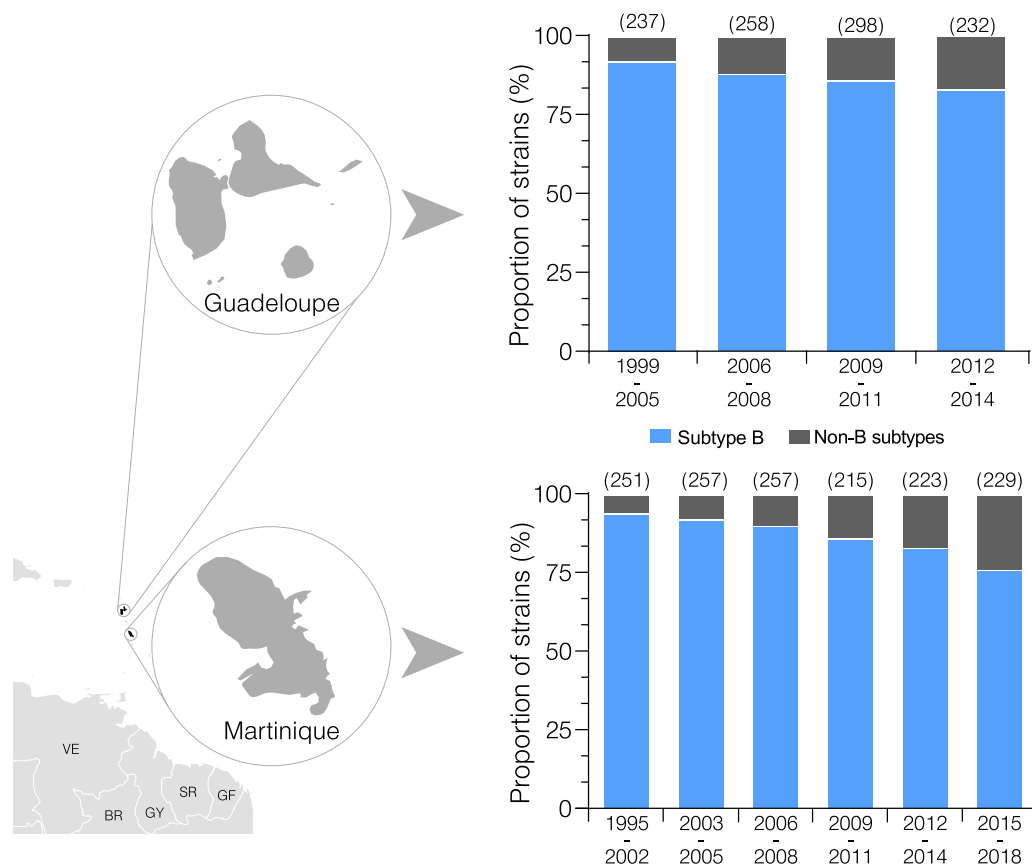 Proportion of strains (%)
100
75
50
25
0
(237) (258) (298) (232)
1999 - 2005
2006 - 2008
2009 - 2011
2012 - 2014
Guadeloupe
Subtype B
Non-B subtypes
Proportion of strains (%)
100
75
50
25
0
(251) (257) (257) (215) (223) (229)
1995 - 2002
2003 - 2005
2006 - 2008
2009 - 2011
2012 - 2014
2015 - 2018
Martinique
VE
BR
GY
SR
GF